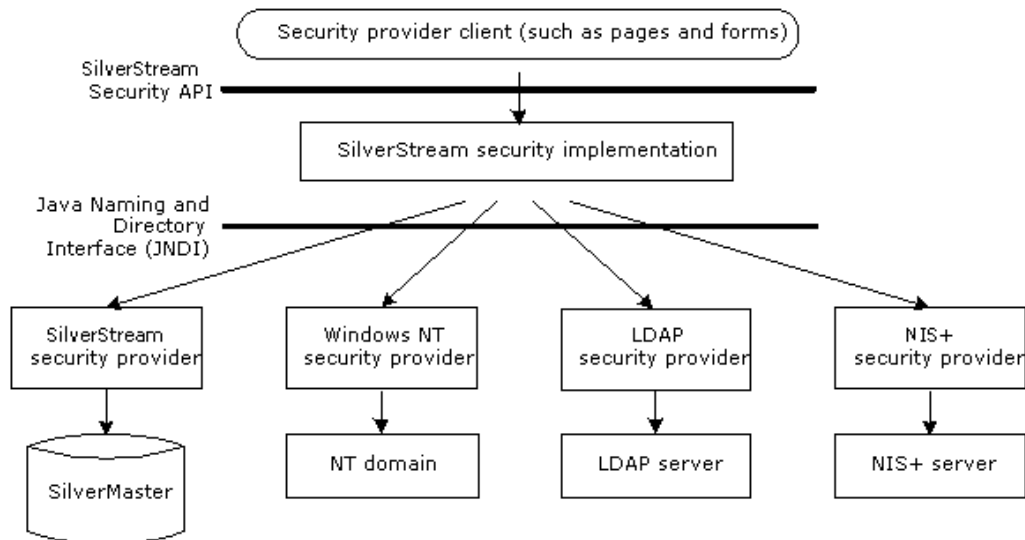 Security provider client (such as pages and forms)
SilverStream
Security API
SilverStream security implementation
Java Naming and
Directory
Interface (JNDI)
SilverStream
security provider
Windows NT
security provider
LDAP
security provider
NIS+
security provider
SilverMaster
NT domain
LDAP server
NIS+ server